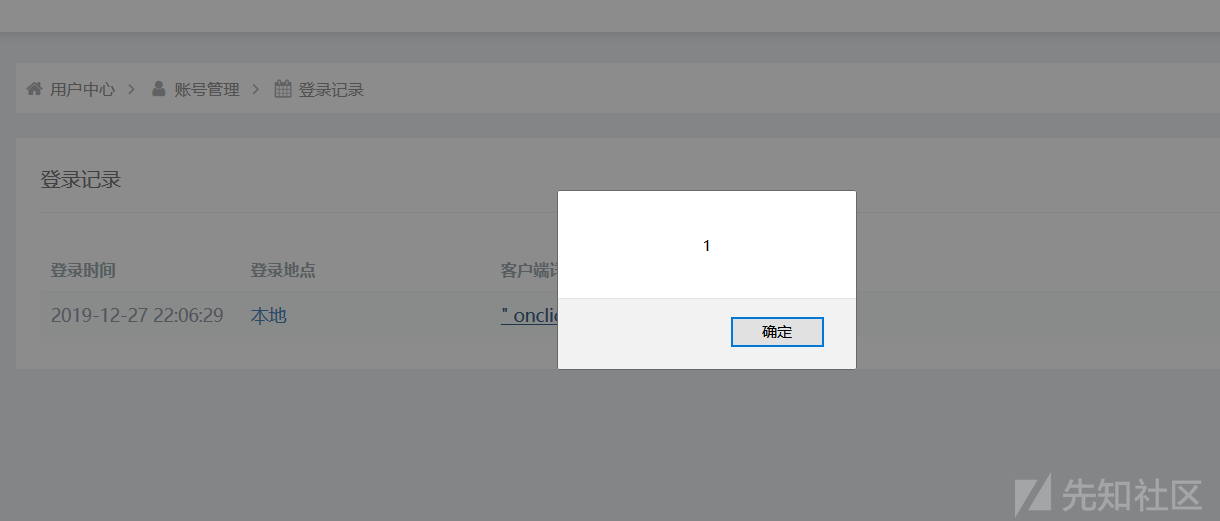 用户中心 账号管理 登录记录
登录记录
1
登录时间 登录地点 客户端
2019-12-27 22:06:29 本地 " onclic
确定
先知社区